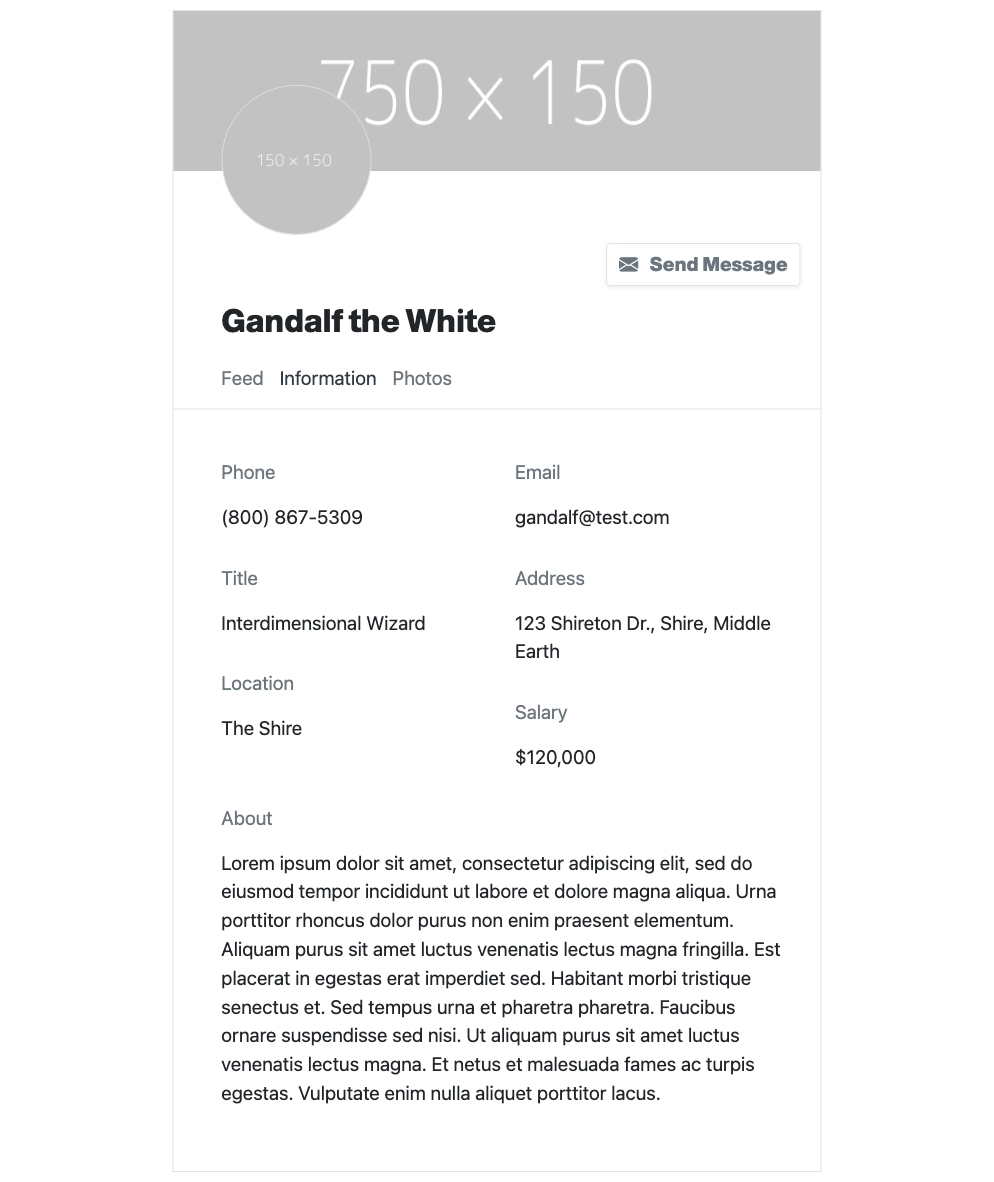 750 × 150
150 × 150
Send Message
Gandalf the White
Feed Information Photos
Phone
(800) 867-5309
Title
Interdimensional Wizard
Location
The Shire
Email
gandalf@test.com
Address
123 Shireton Dr., Shire, Middle
Earth
Salary
$120,000
About
Lorem ipsum dolor sit amet, consectetur adipiscing elit, sed do
eiusmod tempor incididunt ut labore et dolore magna aliqua. Urna
porttitor rhoncus dolor purus non enim praesent elementum.
Aliquam purus sit amet luctus venenatis lectus magna fringilla. Est
placerat in egestas erat imperdiet sed. Habitant morbi tristique
senectus et. Sed tempus urna et pharetra pharetra. Faucibus
ornare suspendisse sed nisi. Ut aliquam purus sit amet luctus
venenatis lectus magna. Et netus et malesuada fames ac turpis
egestas. Vulputate enim nulla aliquet porttitor lacus.